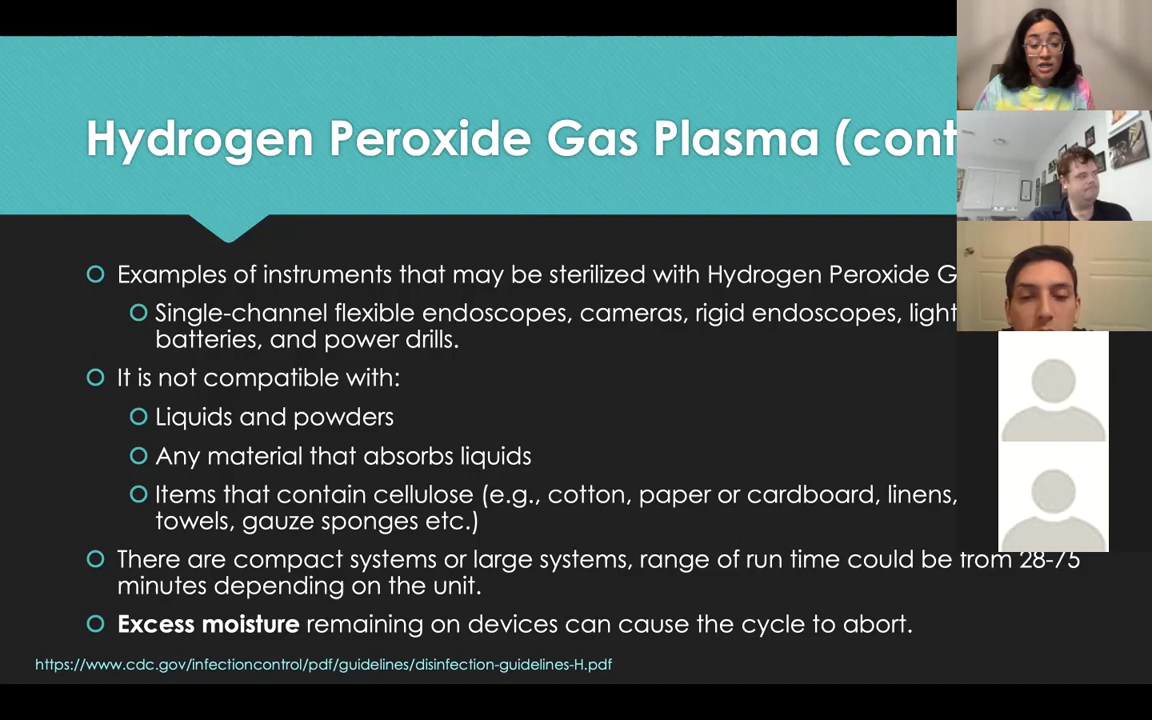 Hydrogen Peroxide Gas Plasma (cont
Examples of instruments that may be sterilized with Hydrogen Peroxide G
Single-channel flexible endoscopes, cameras, rigid endoscopes, light
batteries, and power drills.
It is not compatible with:
Liquids and powders
Any material that absorbs liquids
Items that contain cellulose (e.g., cotton, paper or cardboard, linens,
towels, gauze sponges etc.)
There are compact systems or large systems, range of run time could be from 28-75
minutes depending on the unit.
Excess moisture remaining on devices can cause the cycle to abort.
https://www.cdc.gov/infectioncontrol/pdf/guidelines/disinfection-guidelines-H.pdf